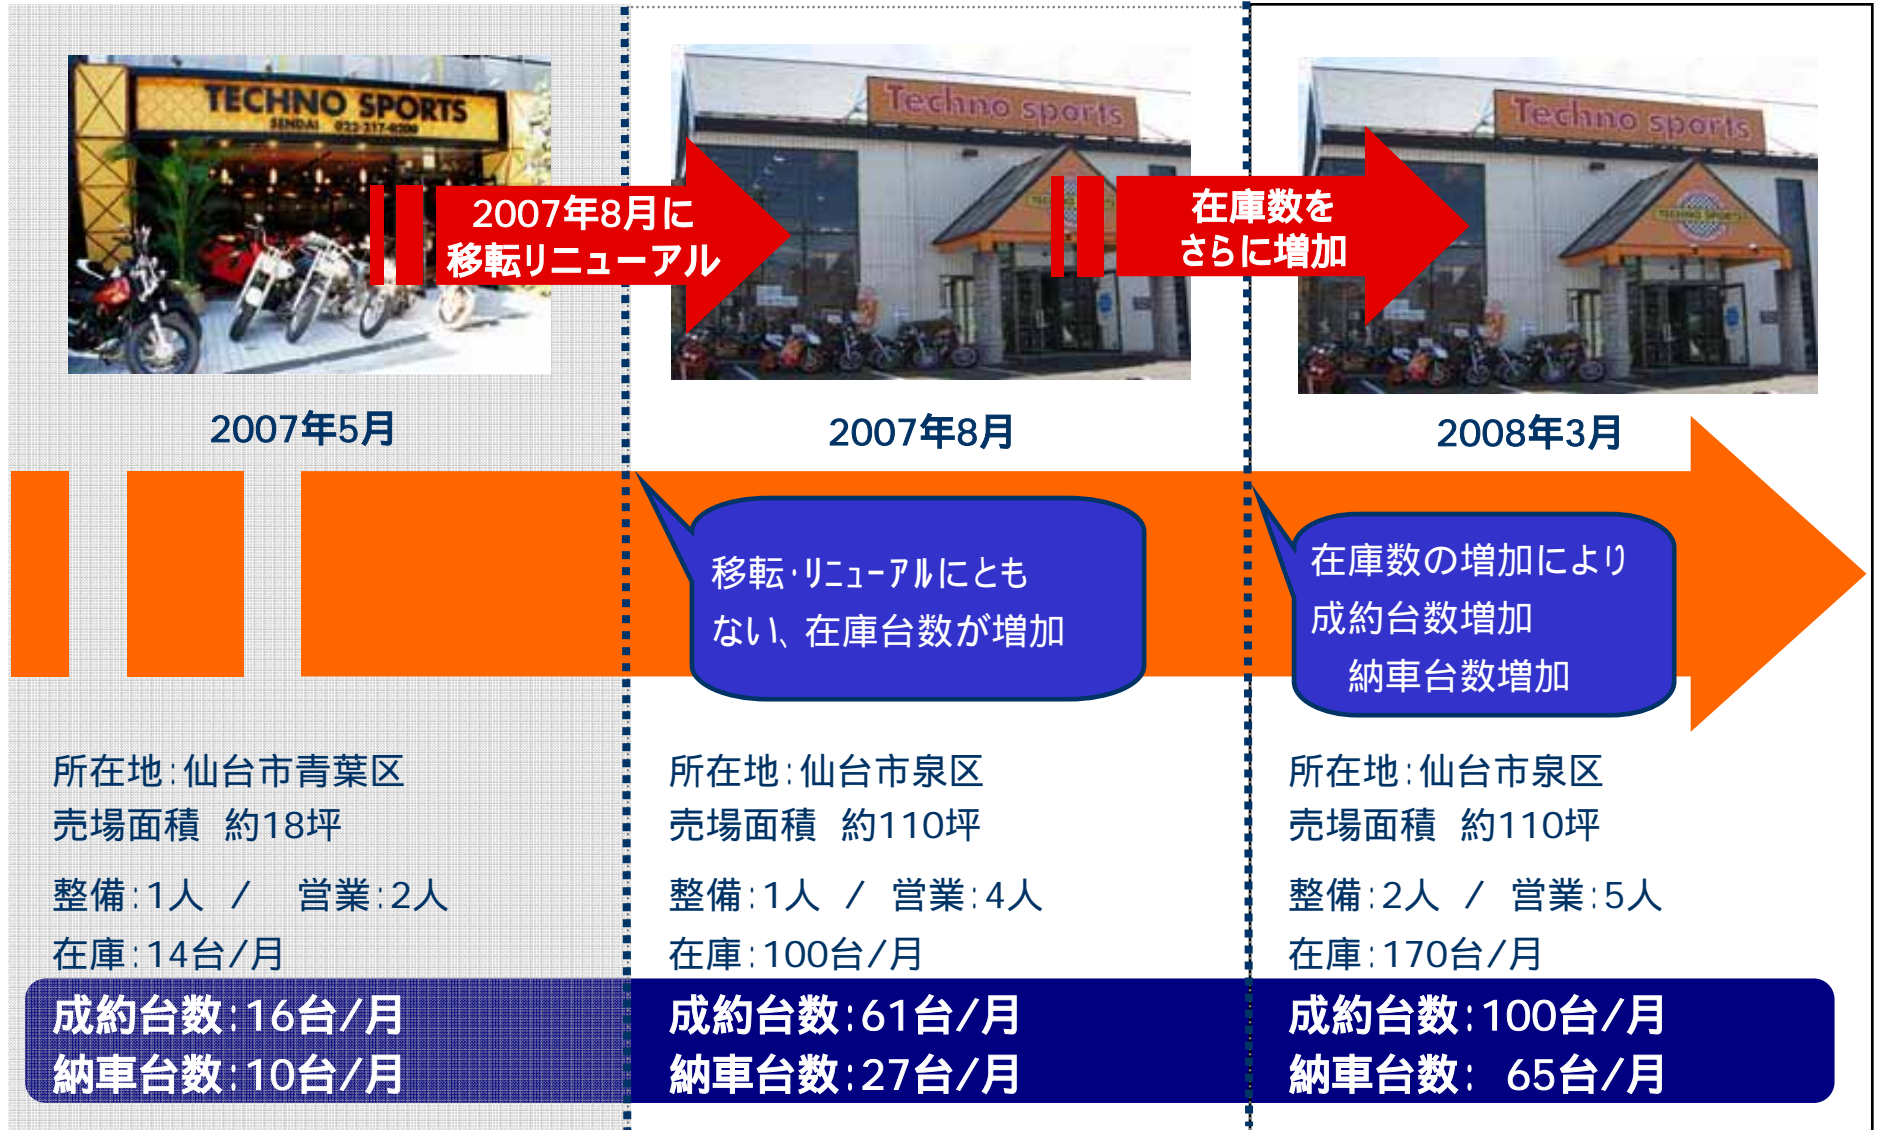 TECHNO SPORTS
SENDAI 022-217-0200
Techno sports
TECHNO SPORTS
Techno sports
TECHNO SPORTS
2007年8月に
移転リニューアル
在庫数を
さらに増加
2007年5月
2007年8月
2008年3月
移転・ﾘﾆｭｰｱﾙにとも
ない、在庫台数が増加
在庫数の増加により
成約台数増加
納車台数増加
所在地:仙台市青葉区
売場面積 約18坪
整備:1人 / 営業:2人
在庫:14台/月
成約台数:16台/月
納車台数:10台/月
所在地:仙台市泉区
売場面積 約110坪
整備:1人 / 営業:4人
在庫:100台/月
成約台数:61台/月
納車台数:27台/月
所在地:仙台市泉区
売場面積 約110坪
整備:2人 / 営業:5人
在庫:170台/月
成約台数:100台/月
納車台数: 65台/月